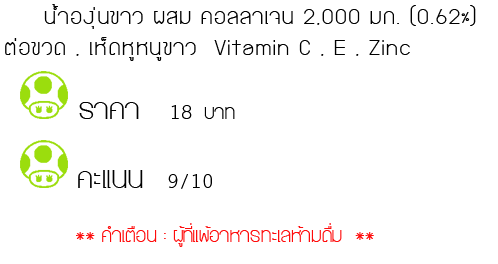 น้ำองุ่นขาว ผสม คอลลาเจน 2,000 มก. (0.62%)
ต่อขวด , เห็ดหูหนูขาว Vitamin C , E , Zinc
ราคา 18 บาท
คะแนน 9/10
** คำเตือน : ผู้ที่แพ้อาหารทะเลห้ามดื่ม **